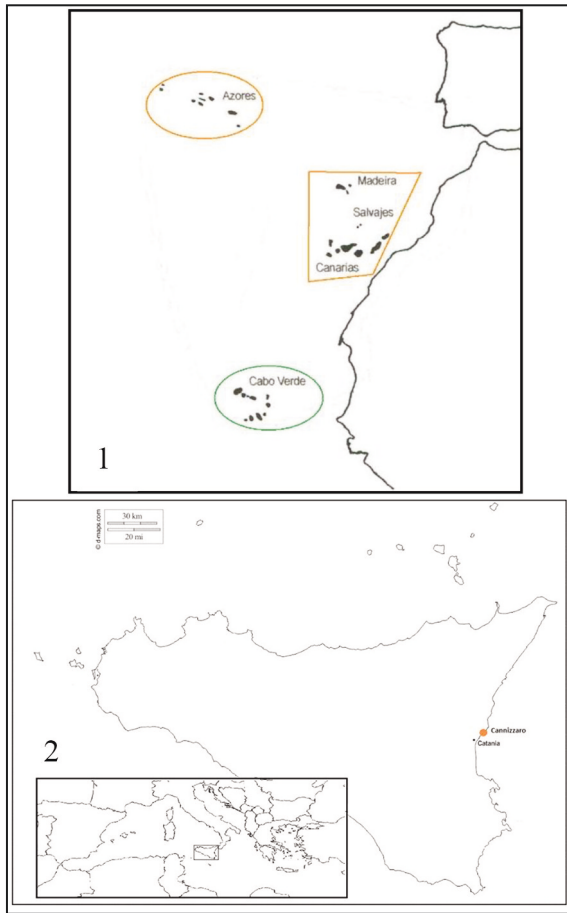 Azores
Madeira
Salvajes
Canarias
Cabo Verde
1
© d-maps.com
30 km
20 mi
Cannizzaro
Catania
2